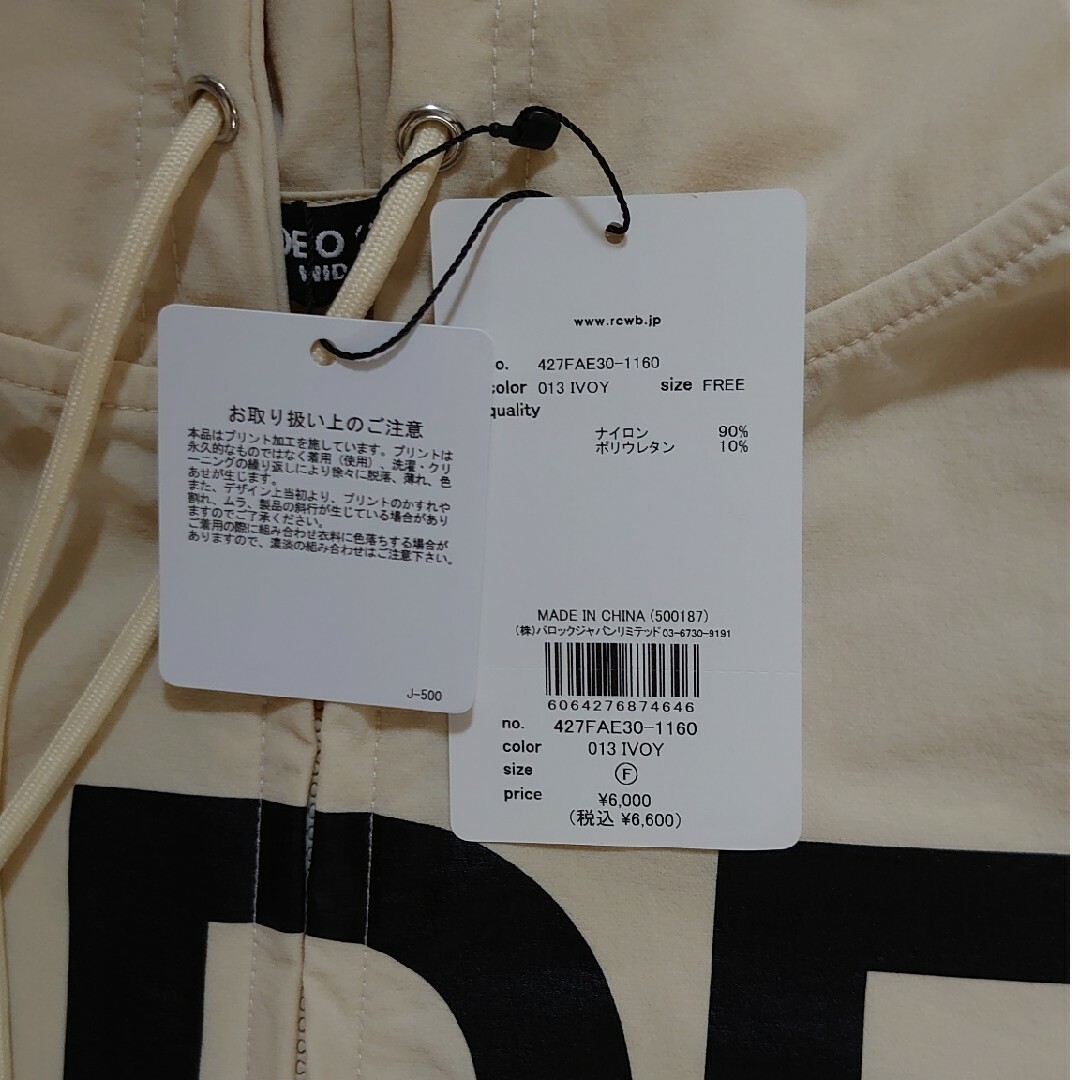 WID
お取り扱い上のご注意
本品はプリント加工を施しています。プリントは
永久的なものではなく着用（使用）、洗濯・クリ
ーニングの繰り返しにより徐々に脱落、薄れ、色
あせが生じます。
また、デザイン上当初より、プリントのかすれや
割れ、ムラ、製品の斜行が生じている場合があり
ますのでご了承ください。
ご着用の際に組み合わせ衣料に色落ちする場合が
ありますので、濃淡の組み合わせはご注意下さい。
J-500
www.rcwb.jp
no. 427FAE30-1160
color 013 IVOY size FREE
quality
ナイロン 90%
ポリウレタン 10%
MADE IN CHINA (500187)
(株)バロックジャパンリミテッド 03-6730-9191
6064276874646
no. 427FAE30-1160
color 013 IVOY
size Ⓕ
price ¥6,000
(税込 ¥6,600)